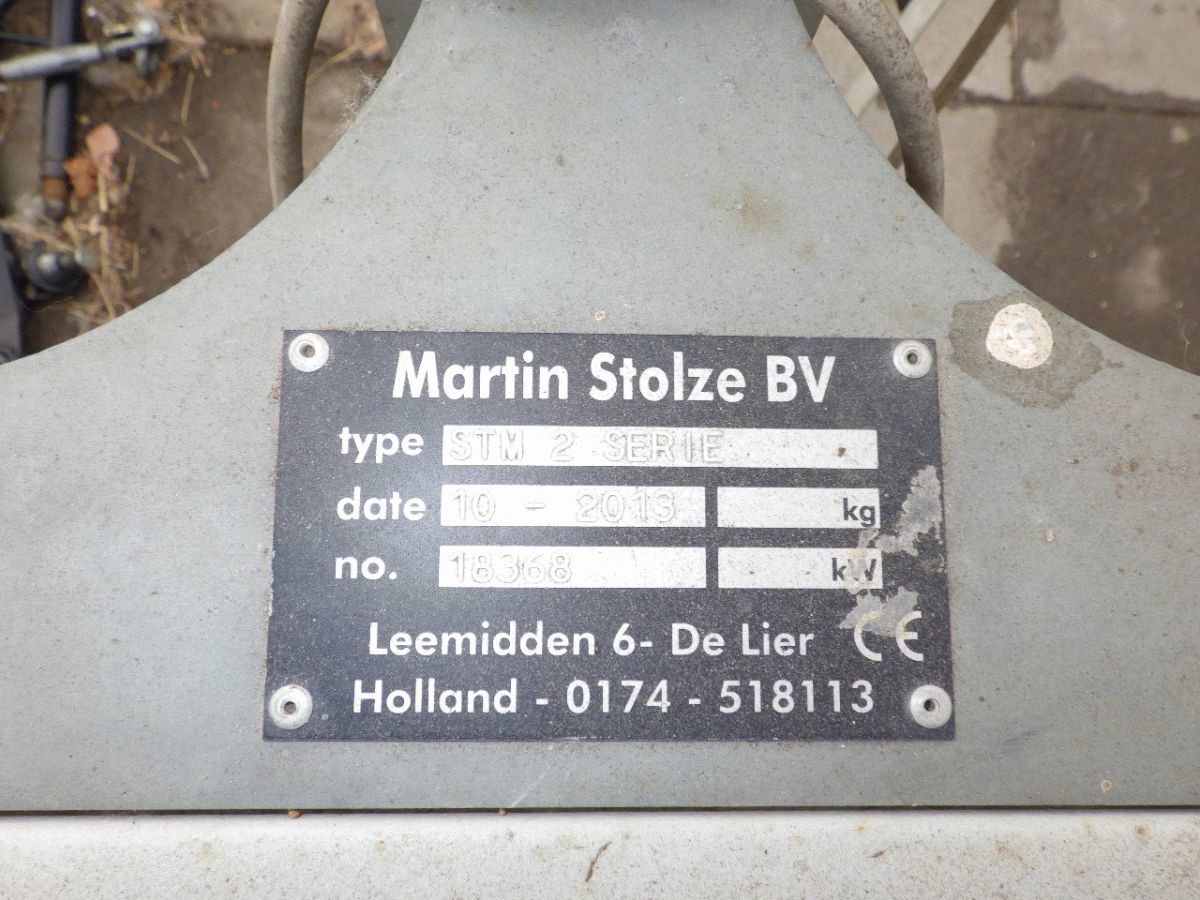 Martin Stolze BV
type STM 2 SERIE
date 10 - 2013 kg
no. 18368 kW
Leemidden 6- De Lier CE
Holland - 0174 - 518113